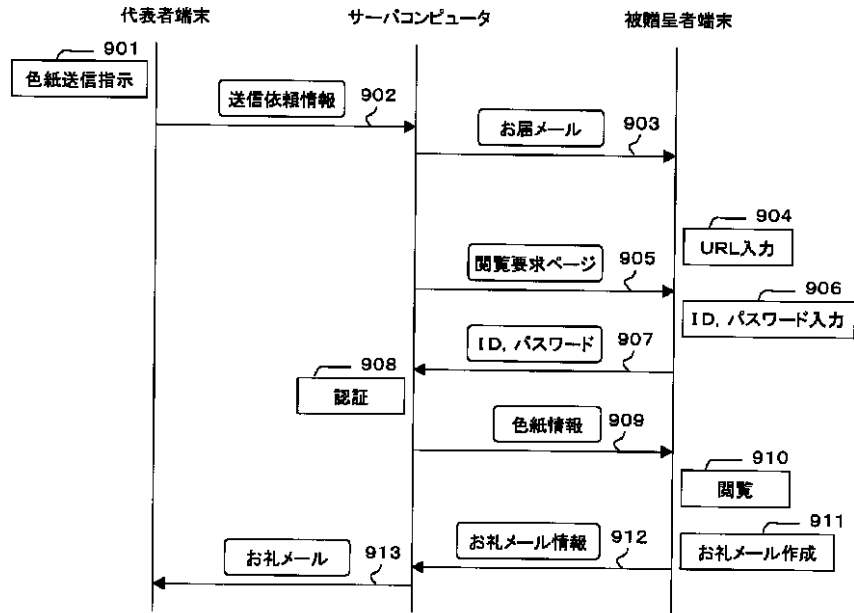 代表者端末
サーバコンピュータ
被贈呈者端末
901
色紙送信指示
送信依頼情報
902
お届メール
903
904
URL入力
閲覧要求ページ
905
906
ID,パスワード入力
ID,パスワード
907
908
認証
色紙情報
909
910
閲覧
911
お礼メール作成
お礼メール情報
912
お礼メール
913